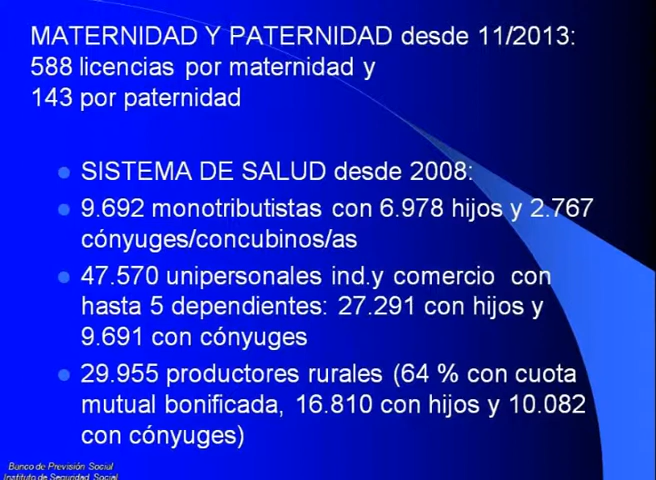 MATERNIDAD Y PATERNIDAD desde 11/2013:
588 licencias por maternidad y
143 por paternidad
SISTEMA DE SALUD desde 2008:
9.692 monotributistas con 6.978 hijos y 2.767
cónyuges/concubinos/as
47.570 unipersonales ind.y comercio con
hasta 5 dependientes: 27.291 con hijos y
9.691 con cónyuges
29.955 productores rurales (64 % con cuota
mutual bonificada, 16.810 con hijos y 10.082
con cónyuges)
Banco de Previsión Social
Instituto de Seguridad Social